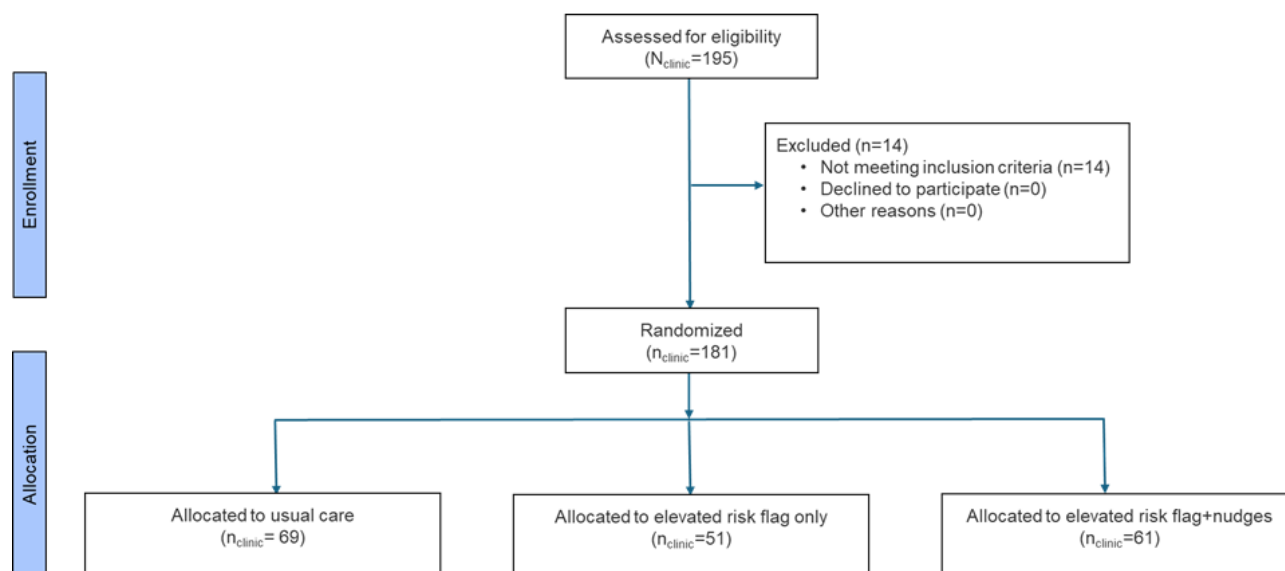 Assessed for eligibility
(Nclinic=195)
Enrollment
Excluded (n=14)
• Not meeting inclusion criteria (n=14)
• Declined to participate (n=0)
• Other reasons (n=0)
Randomized
(nclinic=181)
Allocation
Allocated to usual care
(nclinic= 69)
Allocated to elevated risk flag only
(nclinic=51)
Allocated to elevated risk flag+nudges
(nclinic=61)